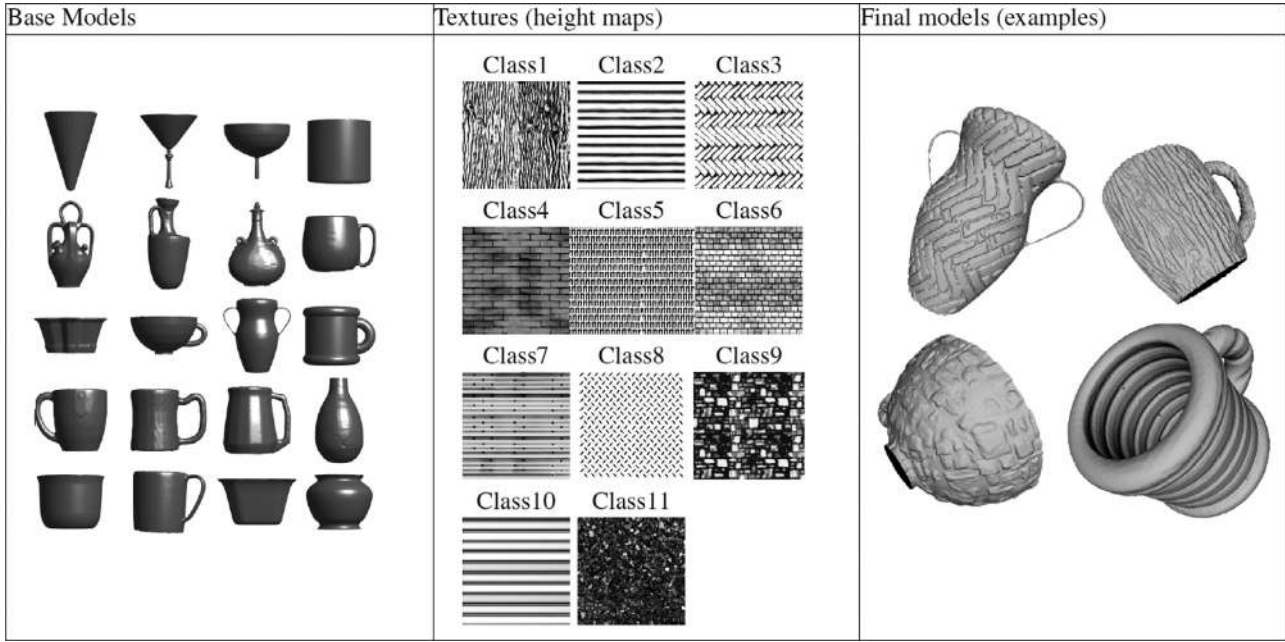 Base Models
Textures (height maps)
Final models (examples)
Class1 Class2 Class3
Class4 Class5 Class6
Class7 Class8 Class9
Class10 Class11